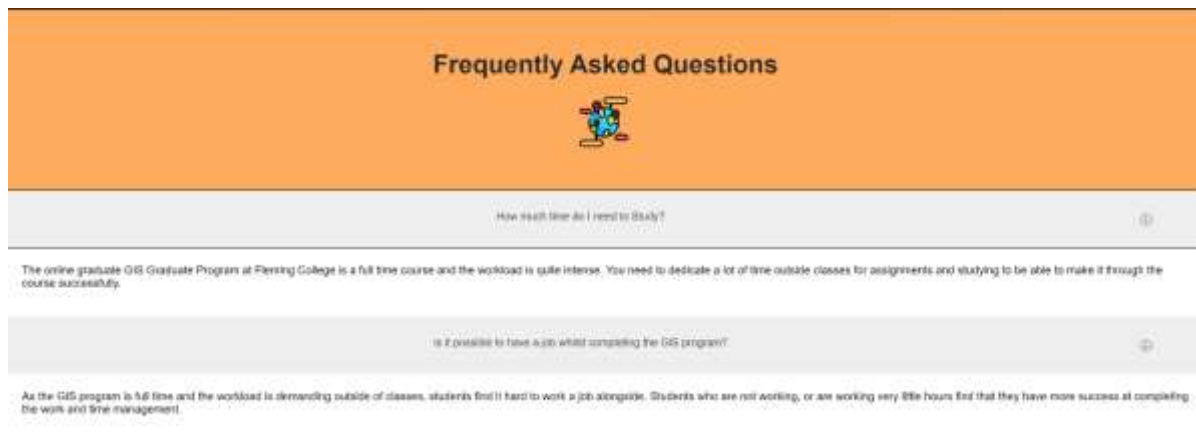 Frequently Asked Questions
How much time do I need to Study?
The online graduate GIS Graduate Program at Fleming College is a full time course and the workload is quite intense. You need to dedicate a lot of time outside classes for assignments and studying to be able to make it through the
course successfully.
Is it possible to have a job whilst completing the GIS program?
As the GIS program is full time and the workload is demanding outside of classes, students find it hard to work a job alongside. Students who are not working, or are working very little hours find that they have more success at completing
the work and time management.